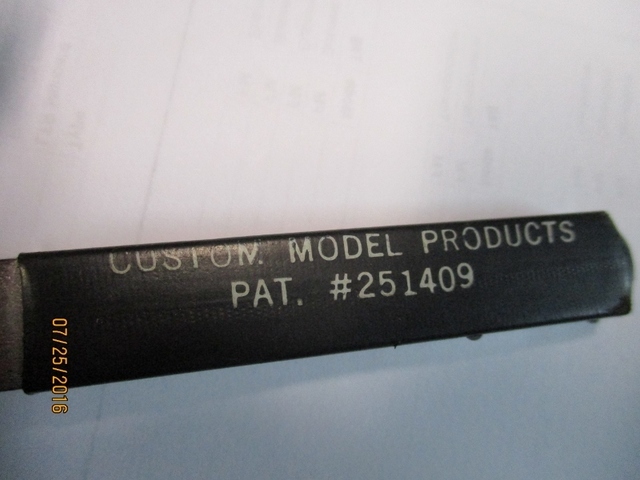 CUSTOM MODEL PRODUCTS
PAT. #251409
07/25/2016